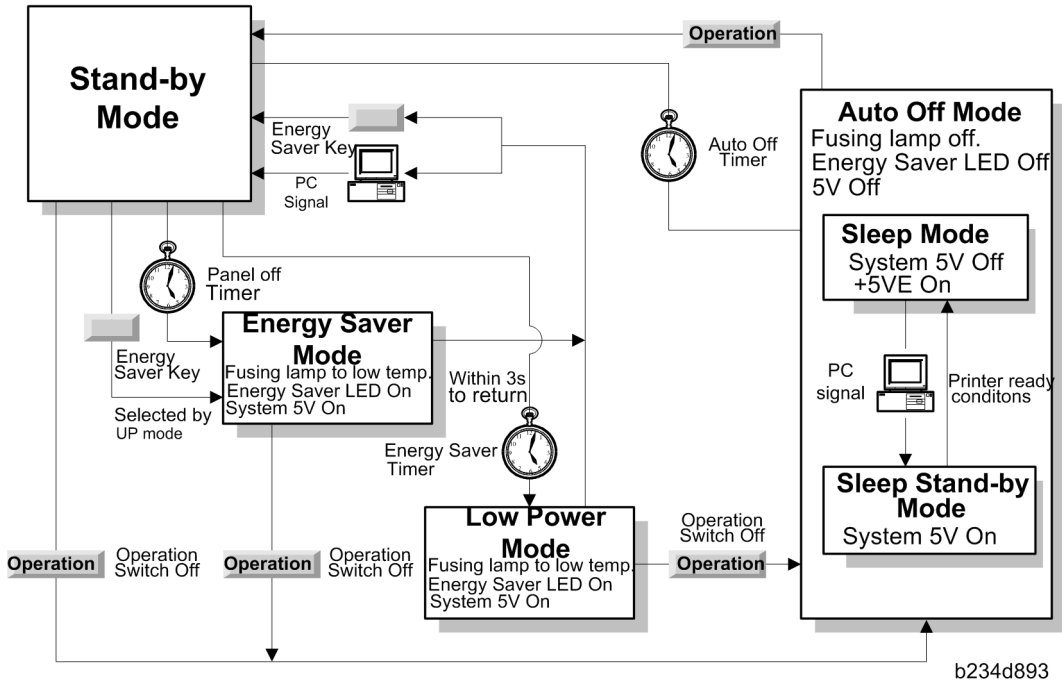 Operation
Stand-by
Mode
Energy
Saver Key
PC
Signal
Auto Off
Timer
Auto Off Mode
Fusing lamp off.
Energy Saver LED Off
5V Off
Sleep Mode
System 5V Off
+5VE On
Panel off
Timer
Energy Saver
Mode
Fusing lamp to low temp.
Energy Saver LED On
System 5V On
Energy
Saver Key
Selected by
UP mode
Within 3s
to return
Energy Saver
Timer
PC
signal
Printer ready
conditons
Sleep Stand-by
Mode
System 5V On
Low Power
Mode
Fusing lamp to low temp.
Energy Saver LED On
System 5V On
Operation
Operation
Switch Off
Operation
Operation
Switch Off
Operation
Switch Off
Operation
b234d893